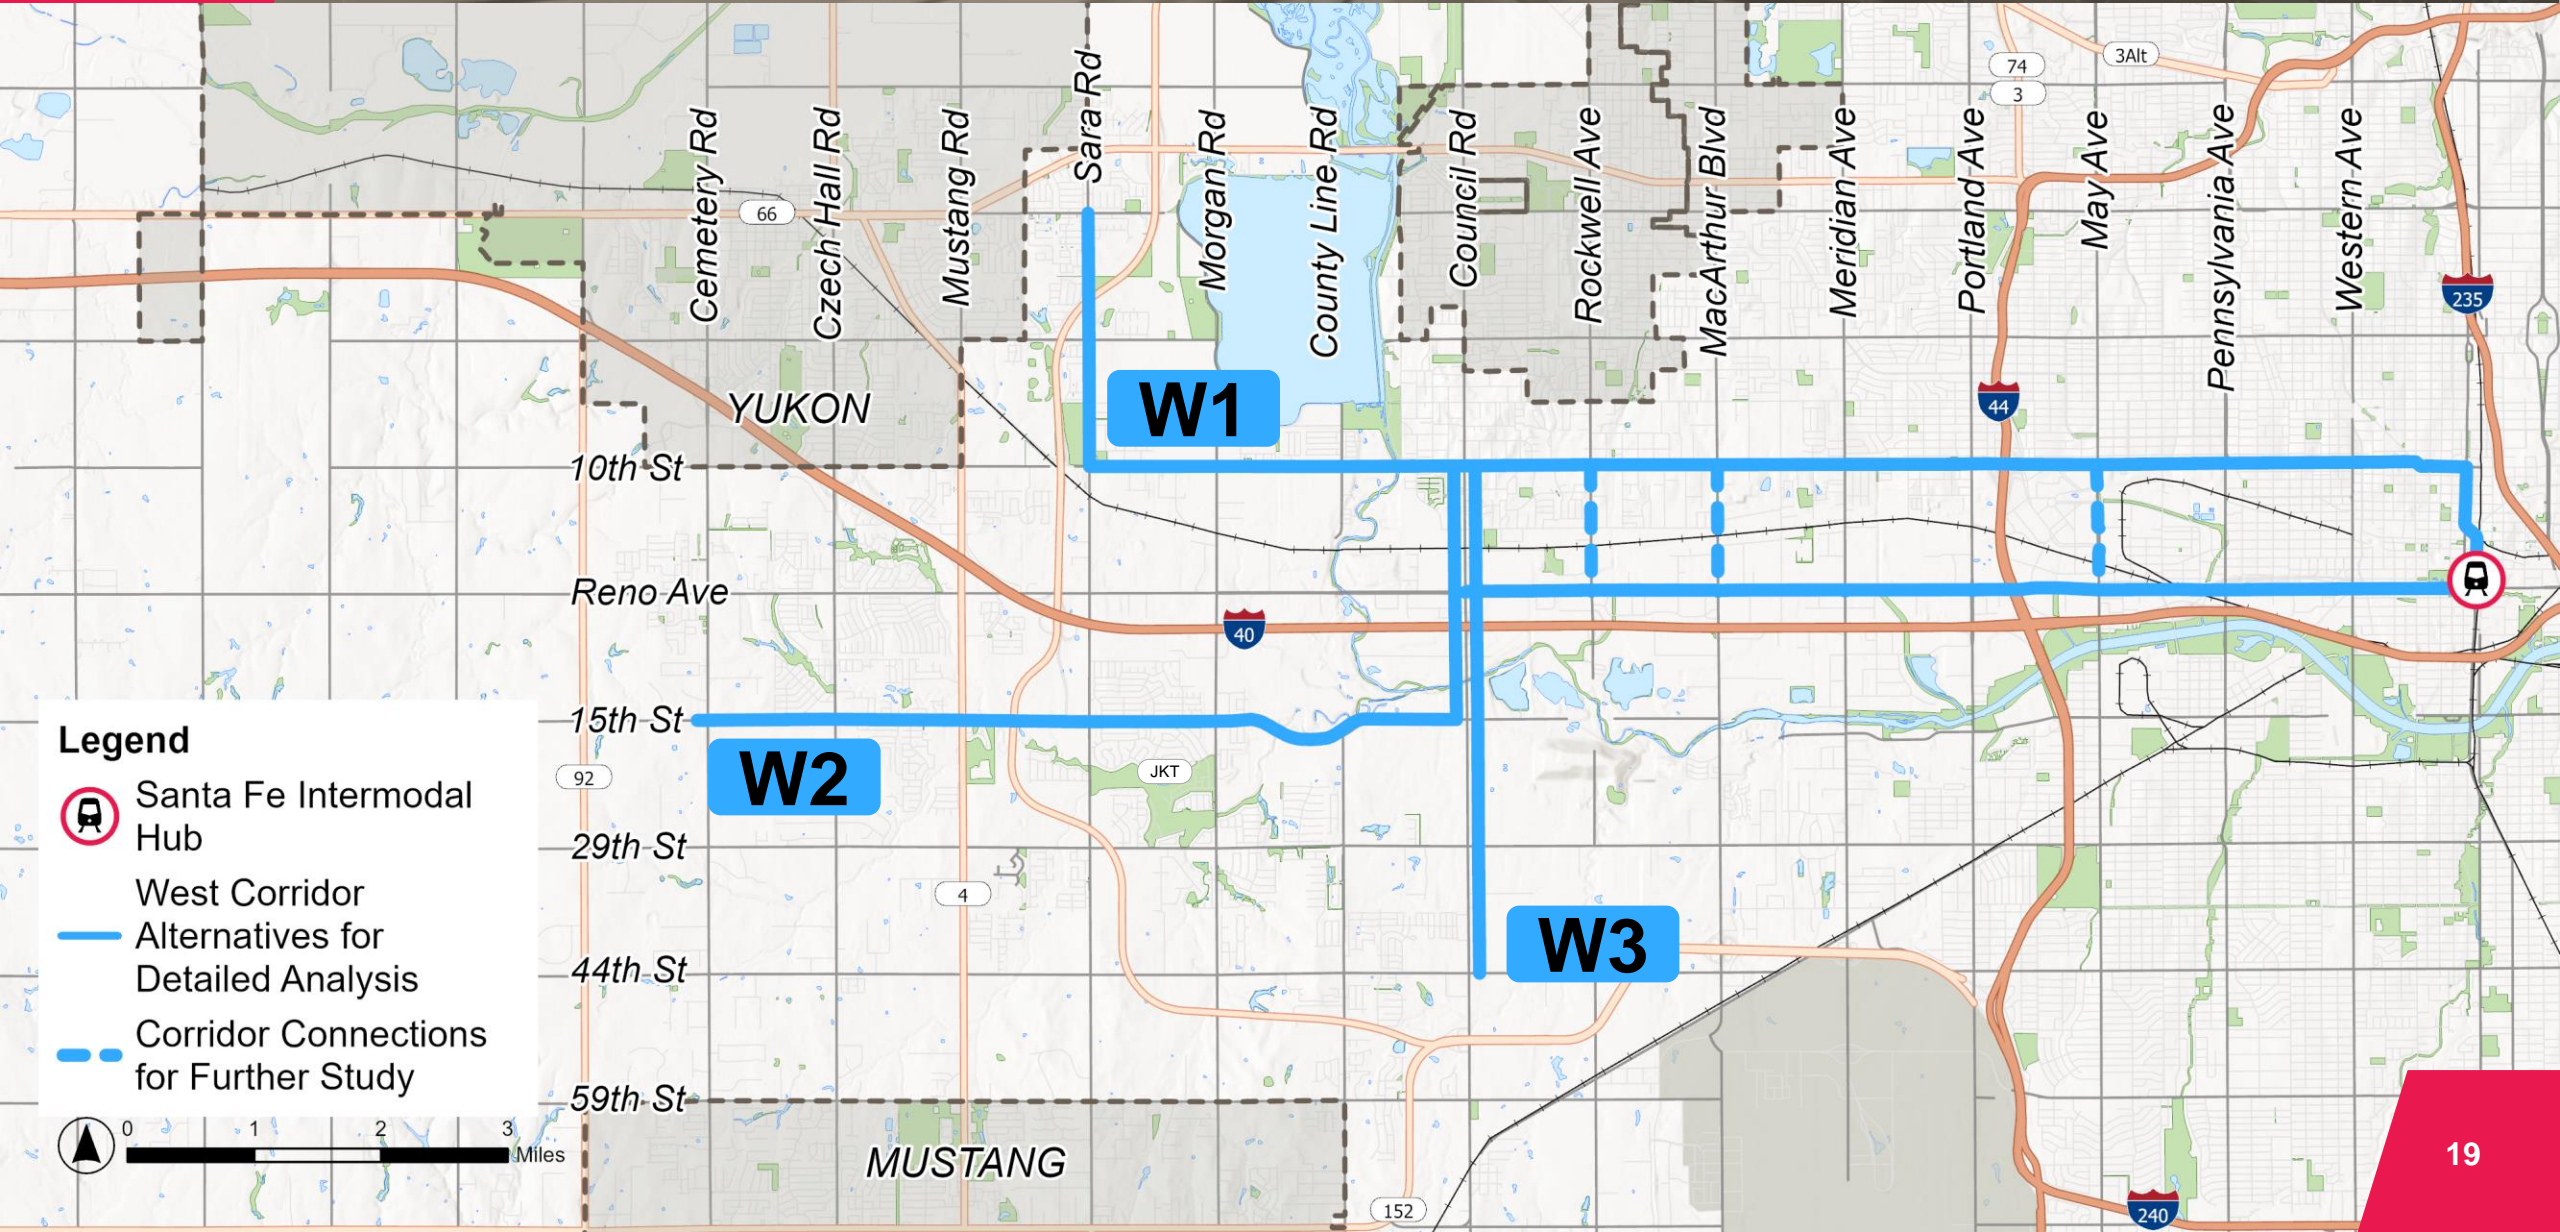 Sara Rd
Cemetery Rd
Czech Hall Rd
Mustang Rd
Morgan Rd
County Line Rd
Council Rd
Rockwell Ave
MacArthur Blvd
Meridian Ave
Portland Ave
May Ave
Pennsylvania Ave
Western Ave
74
3
3Alt
66
235
44
YUKON
W1
10th St
Reno Ave
40
15th St
W2
JKT
92
29th St
4
W3
44th St
59th St
MUSTANG
152
240
Legend
Santa Fe Intermodal
Hub
West Corridor
Alternatives for
Detailed Analysis
Corridor Connections
for Further Study
0 1 2 3
Miles
19